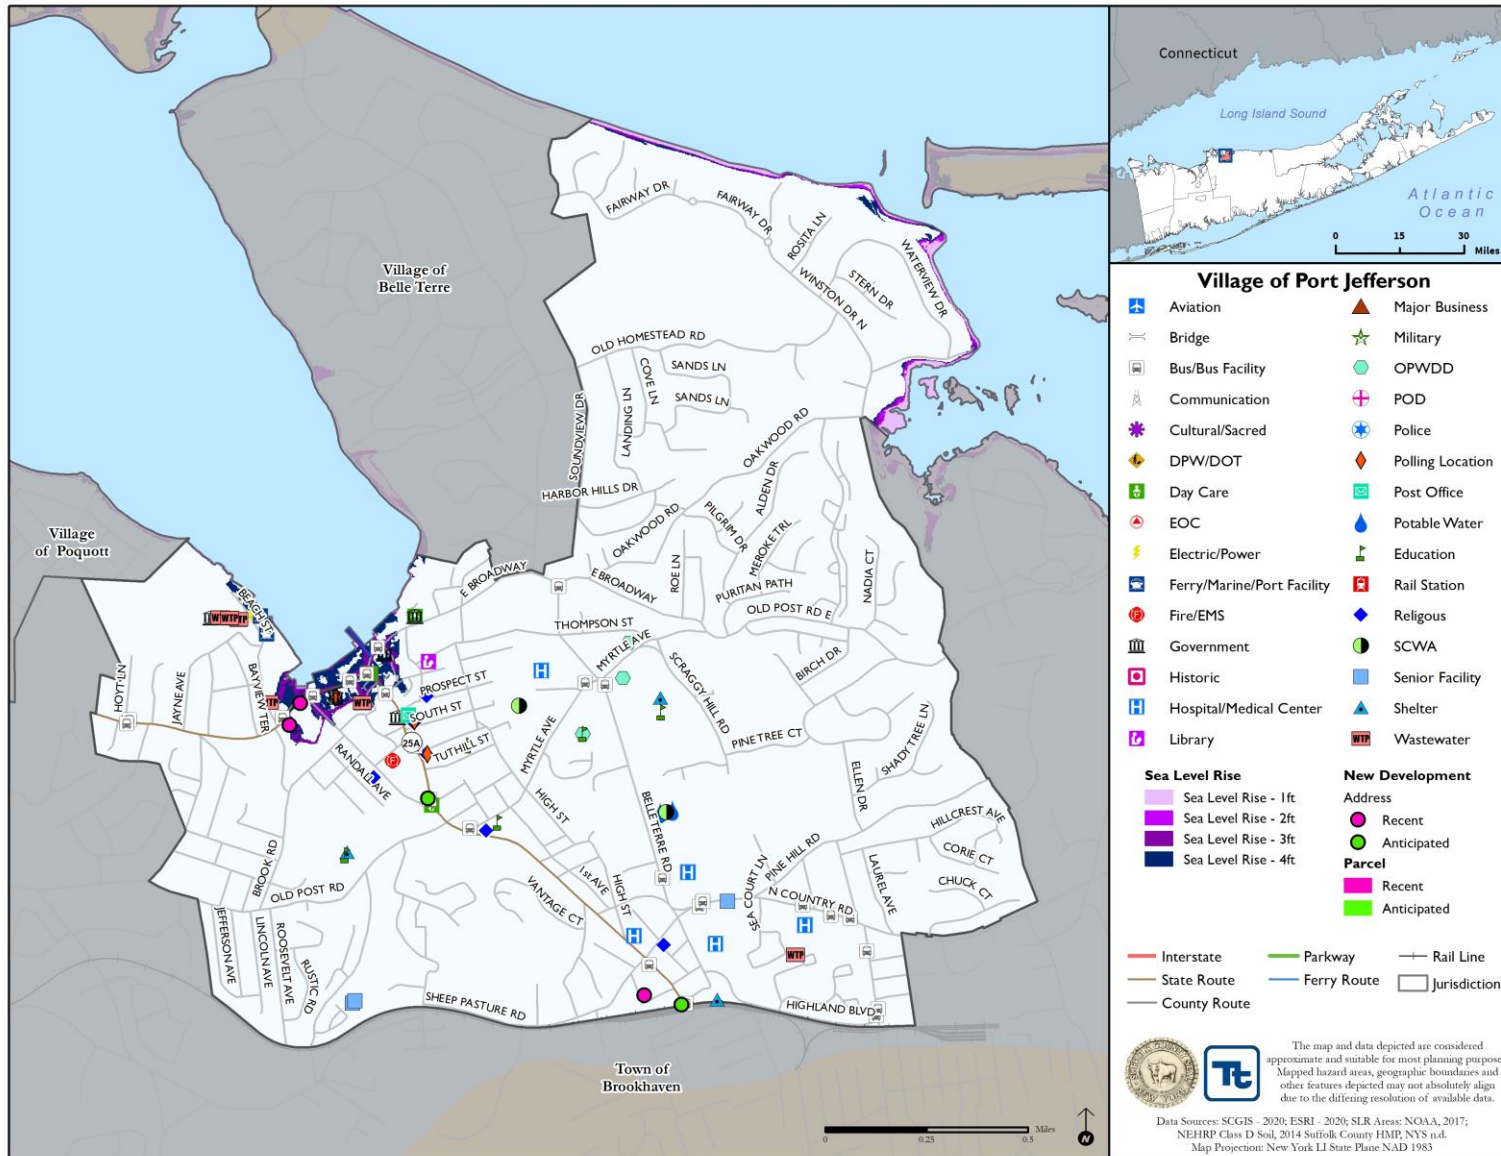 Connecticut
Long Island Sound
Atlantic
Ocean
0 15 30
Miles
Village of
Belle Terre
Village
of Poquott
Town of
Brookhaven
FAIRWAY DR
FAIRWAY DR
ROSITA LN
WATERVIEW DR
STERN DR
WINSTON DR N
OLD HOMESTEAD RD
COVE LN
SANDS LN
SANDS LN
LANDING LN
SOUNDVIEW DR
OAKWOOD RD
HARBOR HILLS DR
ALDEN DR
OAKWOOD RD
PILGRIM DR
MEROKE TRL
NADIA CT
E BROADWAY
E BROADWAY
ROE LN
PURITAN PATH
OLD POST RD E
THOMPSON ST
BEACH ST
W WTP TP
MYRTLE AVE
BIRCH DR
SCRAGGY HILL RD
HOYT LN
JAYNE AVE
BAYVIEW TER
PROSPECT ST
TP
WTP
SOUTH ST
25A
TUTHILL ST
MYRTLE AVE
PINE TREE CT
SHADY TREE LN
RANDALL AVE
ELLEN DR
HIGH ST
BELLE TERRE RD
HILLCREST AVE
PINE HILL RD
CORIE CT
BROOK RD
OLD POST RD
1st AVE
HIGH ST
SEA COURT LN
LAUREL AVE
CHUCK CT
VANTAGE CT
N COUNTRY RD
JEFFERSON AVE
LINCOLN AVE
ROOSEVELT AVE
RUSTIC RD
WTP
SHEEP PASTURE RD
HIGHLAND BLVD
0 0.25 0.5
Miles
N
Village of Port Jefferson
Aviation
Bridge
Bus/Bus Facility
Communication
Cultural/Sacred
DPW/DOT
Day Care
EOC
Electric/Power
Ferry/Marine/Port Facility
Fire/EMS
Government
Historic
Hospital/Medical Center
Library
Major Business
Military
OPWDD
POD
Police
Polling Location
Post Office
Potable Water
Education
Rail Station
Religous
SCWA
Senior Facility
Shelter
WTP Wastewater
Sea Level Rise
Sea Level Rise - 1ft
Sea Level Rise - 2ft
Sea Level Rise - 3ft
Sea Level Rise - 4ft
New Development
Address
Recent
Anticipated
Parcel
Recent
Anticipated
Interstate
State Route
County Route
Parkway
Ferry Route
Rail Line
Jurisdiction
Tt
The map and data depicted are considered
approximate and suitable for most planning purpose
Mapped hazard areas, geographic boundaries and
other features depicted may not absolutely align
due to the differing resolution of available data.
Data Sources: SCGIS - 2020; ESRI - 2020; SLR Areas: NOAA, 2017;
NEHRP Class D Soil, 2014 Suffolk County HMP, NYS n.d.
Map Projection: New York LI State Plane NAD 1983